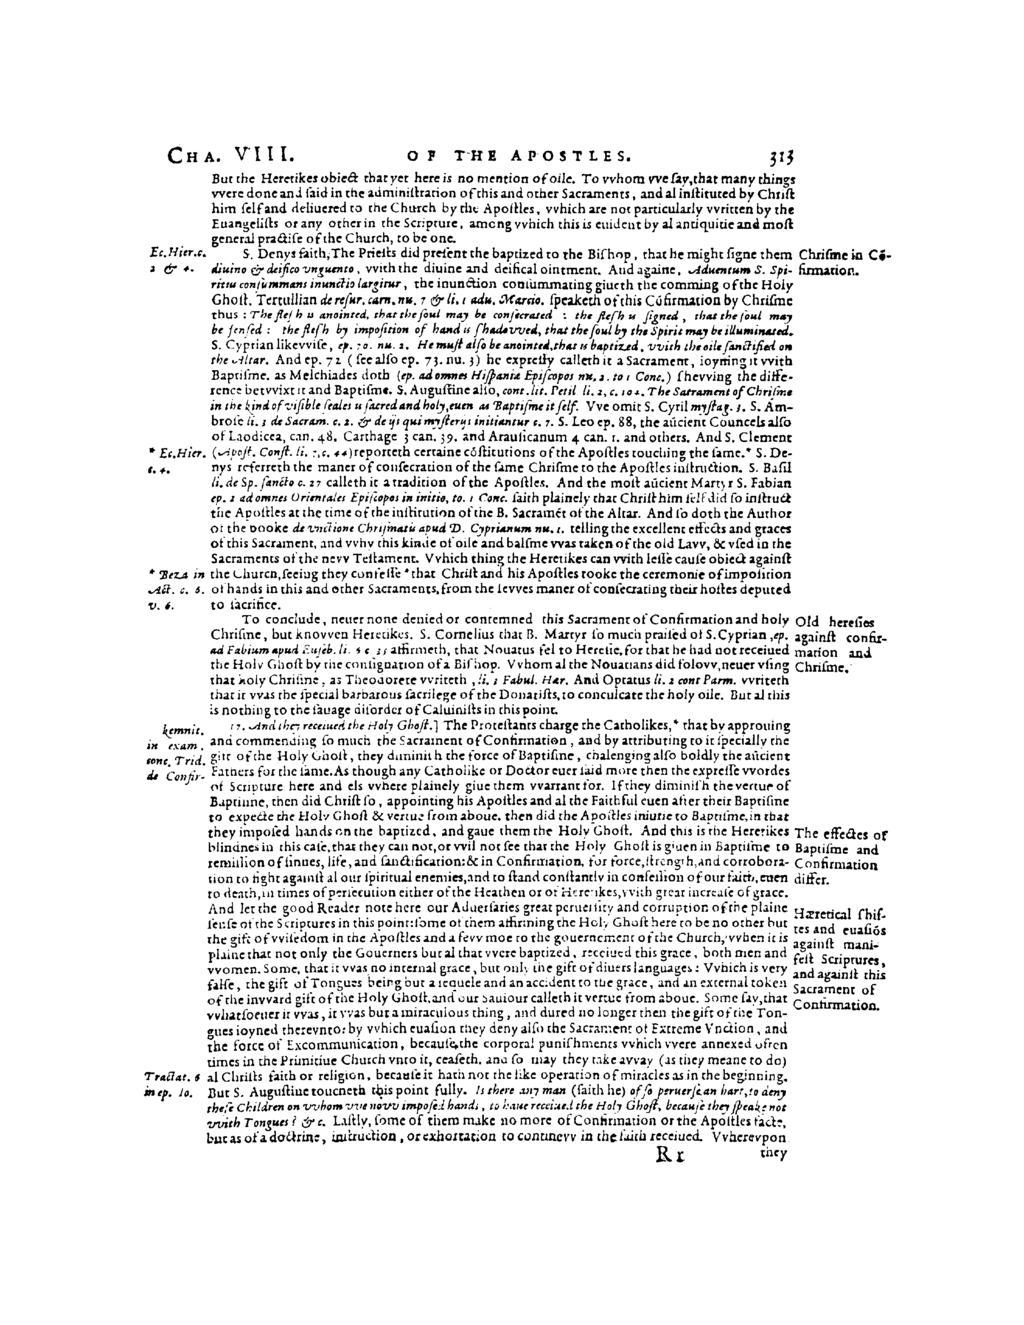 CHA. VIII. OF THE APOSTLES. 313
But the Heretikes obiect that yet here is no mention of oile. To vvhom vve ſay, that many things
vvere done and ſaid in the adminiſtration of this and other Sacraments, and al inſtituted by Chriſt
him ſelf and deliuered to the Church by the Apoſtles, vvhich are not particularly vvritten by the
Euangeliſts or any other in the Scripture, among vvhich this is euident by al antiquitie and moſt
general practiſe of the Church, to be one.
Ec. Hier. c. 2 & 4.
S. Denys ſaith, The Prieſts did preſent the baptized to the Biſhop, that he might ſigne them
Chriſme in Cõ-
firmation.
diuino & deifico vnguento, vvith the diuine and deifical ointment. And againe, Aduentum S. Spi-
ritus conſummans inunctio largitur, the inunction conſummating giueth the comming of the Holy
Ghoſt. Tertullian de reſur. carn. nu. 7 & li. 1 adu. Marcio. ſpeaketh of this Cõfirmation by Chriſme
thus: The fleſh is anointed, that the ſoul may be conſecrated: the fleſh is ſigned, that the ſoul may
be fenſed: the fleſh by impoſition of hand is ſhadovved, that the ſoul by the Spirit may be illuminated.
S. Cyprian likevviſe, ep. 70. nu. 2. He muſt alſo be anointed, that is baptized, vvith the oile ſanctified on
the Altar. And ep. 72 (ſee alſo ep. 73. nu. 3) he expreſly calleth it a Sacrament, ioyning it vvith
Baptiſme, as Melchiades doth (ep. ad omnes Hiſpaniæ Epiſcopos nu. 2. to 1 Conc.) ſhevving the diffe-
rence betvvixt it and Baptiſme. S. Auguſtine alſo, cont. lit. Petil li. 2, c. 104. The Sacrament of Chriſme
in the kind of viſible ſeales is ſacred and holy, euen as Baptiſme it ſelf. Vve omit S. Cyril myſtag. 3. S. Am-
broſe li. 3 de Sacram. c. 2. & de ijs qui myſterijs initiantur c. 7. S. Leo ep. 88, the aũcient Councels alſo
of Laodicea, can. 48, Carthage 3 can. 39. and Arauſicanum 4 can. 1. and others. And S. Clement
* Ec. Hier.
c. 4.
(Apoſt. Conſt. li. 7, c. 44) reporteth certaine cõſtitutions of the Apoſtles touching the ſame. * S. De-
nys referreth the maner of conſecration of the ſame Chriſme to the Apoſtles inſtruction. S. Baſil
li. de Sp. ſancto c. 27 calleth it a tradition of the Apoſtles. And the moſt aũcient Martyr S. Fabian
ep. 2 ad omnes Orientales Epiſcopos in initio, to. 1 Conc. ſaith plainely that Chriſt him ſelf did ſo inſtruct
the Apoſtles at the time of the inſtitution of the B. Sacramẽt of the Altar. And ſo doth the Author
of the booke de vnctione Chriſmatis apud D. Cyprianum nu. 1. telling the excellent effects and graces
of this Sacrament, and vvhy this kinde of oile and balſme vvas taken of the old Lavv, & vſed in the
Sacraments of the nevv Teſtament. Vvhich thing the Heretikes can vvith leſſe cauſe obiect againſt
* Beza in
Act. c. 6.
v. 6.
the Church, ſeeing they confeſſe * that Chriſt and his Apoſtles tooke the ceremonie of impoſition
of hands in this and other Sacraments, from the Ievves maner of conſecrating their hoſtes deputed
to ſacrifice.
To conclude, neuer none denied or contemned this Sacrament of Confirmation and holy
Old hereſies
againſt confir-
mation and
Chriſme.
Chriſme, but knovven Heretikes. S. Cornelius that B. Martyr ſo much praiſed of S. Cyprian, ep.
ad Fabium apud Euſeb. li. 6 c 35 affirmeth, that Nouatus fel to Hereſie, for that he had not receiued
the Holy Ghoſt by the conſignation of a Biſhop. Vvhom al the Nouatians did folovv, neuer vſing
that holy Chriſme, as Theodorete vvriteth, li. 3 Fabul. Hær. And Optatus li. 2 cont Parm. vvriteth
that it vvas the ſpecial barbarous ſacrilege of the Donatiſts, to conculcate the holy oile. But al this
is nothing to the ſauage diſorder of Caluiniſts in this point.
kemnit.
in exam.
conc. Trid.
de Confir-
17. And they receiued the Holy Ghoſt.] The Proteſtants charge the Catholikes, * that by approuing
and commending ſo much the Sacrament of Confirmation, and by attributing to it ſpecially the
gift of the Holy Ghoſt, they diminiſh the force of Baptiſme, chalenging alſo boldly the aũcient
Fathers for the ſame. As though any Catholike or Doctor euer ſaid more then the expreſſe vvordes
of Scripture here and els vvhere plainely giue them vvarrant for. If they diminiſh the vertue of
Baptiſme, then did Chriſt ſo, appointing his Apoſtles and al the Faithful euen after their Baptiſme
to expecte the Holy Ghoſt & vertue from aboue. then did the Apoſtles iniurie to Baptiſme, in that
they impoſed hands on the baptized, and gaue them the Holy Ghoſt. And this is the Heretikes
The effectes of
Baptiſme and
Confirmation
differ.
blindnes in this caſe, that they can not, or vvil not ſee that the Holy Ghoſt is giuen in Baptiſme to
remiſſion of ſinnes, life, and ſanctification: & in Confirmation, for force, ſtrength, and corrobora-
tion to fight againſt al our ſpiritual enemies, and to ſtand conſtantly in confeſſion of our faith, euen
to death, in times of perſecution either of the Heathen or of Heretikes, vvith great increaſe of grace.
And let the good Reader note here our Aduerſaries great peruerſity and corruption of the plaine
Hæretical ſhif-
tes and euaſiõs
againſt mani-
feſt Scriptures,
and againſt this
Sacrament of
Confirmation.
ſenſe of the Scriptures in this point: ſome of them affirming the Holy Ghoſt here to be no other but
the gift of vviſedom in the Apoſtles and a fevv moe to the gouernement of the Church, vvhen it is
plaine that not only the Gouerners but al that vvere baptized, receiued this grace, both men and
vvomen. Some, that it vvas no internal grace, but only the gift of diuers languages: Vvhich is very
falſe, the gift of Tongues being but a ſequele and an accident to the grace, and an external token
of the invvard gift of the Holy Ghoſt, and our Sauiour calleth it vertue from aboue. Some ſay, that
vvhatſoeuer it vvas, it vvas but a miraculous thing, and dured no longer then the gift of the Ton-
gues ioyned therevnto: by vvhich euaſion they deny alſo the Sacrament of Extreme Vnction, and
the force of Excommunication, becauſe the corporal puniſhments vvhich vvere annexed often
times in the Primitiue Church vnto it, ceaſeth, and ſo may they take avvay (as they meane to do)
Tractat. 6
in ep. Io.
al Chriſts faith or religion, becauſe it hath not the like operation of miracles as in the beginning.
But S. Auguſtine toucheth this point fully. Is there any man (ſaith he) of ſo peruerſe an hart, to deny
theſe Children on vvhom vve novv impoſed hands, to haue receiued the Holy Ghoſt, becauſe they ſpeake not
vvith Tongues? & c. Laſtly, ſome of them make no more of Confirmation or the Apoſtles facte,
but as of a doctrine, inſtruction, or exhortation to continevv in the faith receiued. Vvherevpon
Rr they